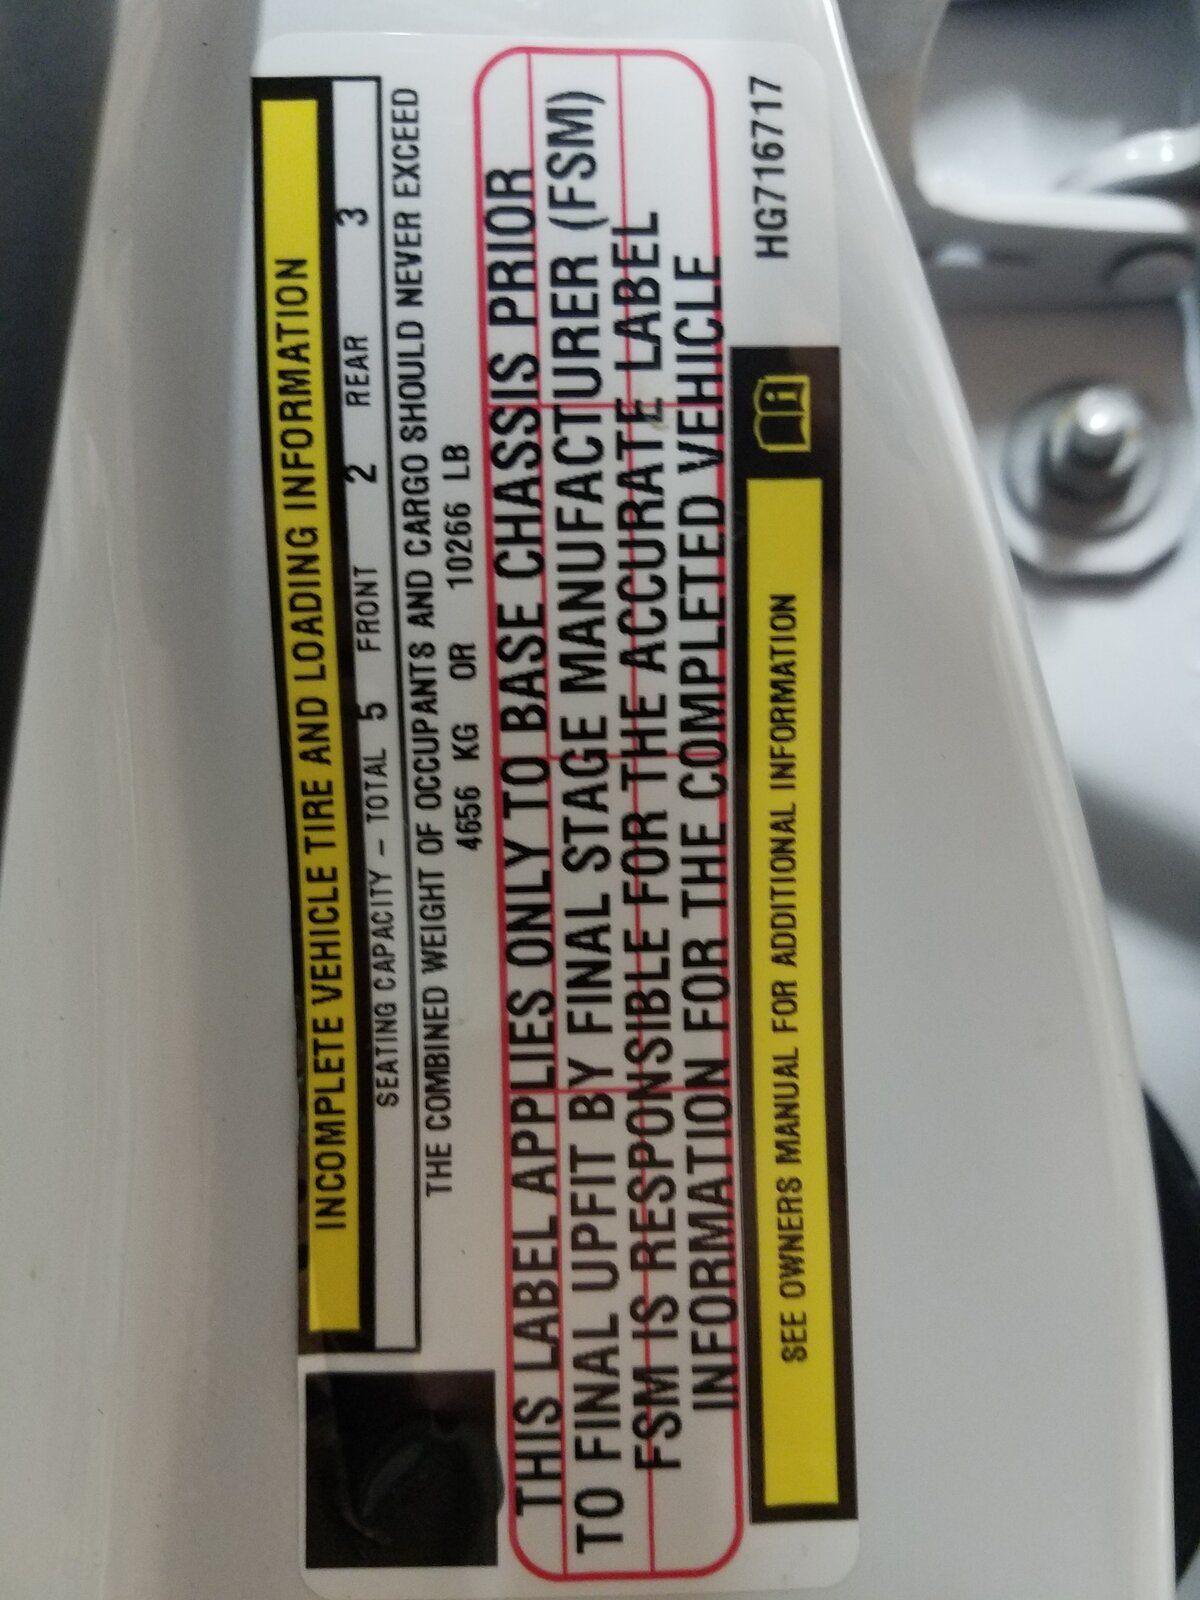 INCOMPLETE VEHICLE TIRE AND LOADING INFORMATION
SEATING CAPACITY - TOTAL 5 FRONT 2 REAR 3
THE COMBINED WEIGHT OF OCCUPANTS AND CARGO SHOULD NEVER EXCEED
4656 KG OR 10266 LB
THIS LABEL APPLIES ONLY TO BASE CHASSIS PRIOR
TO FINAL UPFIT BY FINAL STAGE MANUFACTURER (FSM)
FSM IS RESPONSIBLE FOR THE ACCURATE LABEL
INFORMATION FOR THE COMPLETED VEHICLE
SEE OWNERS MANUAL FOR ADDITIONAL INFORMATION
HG716717